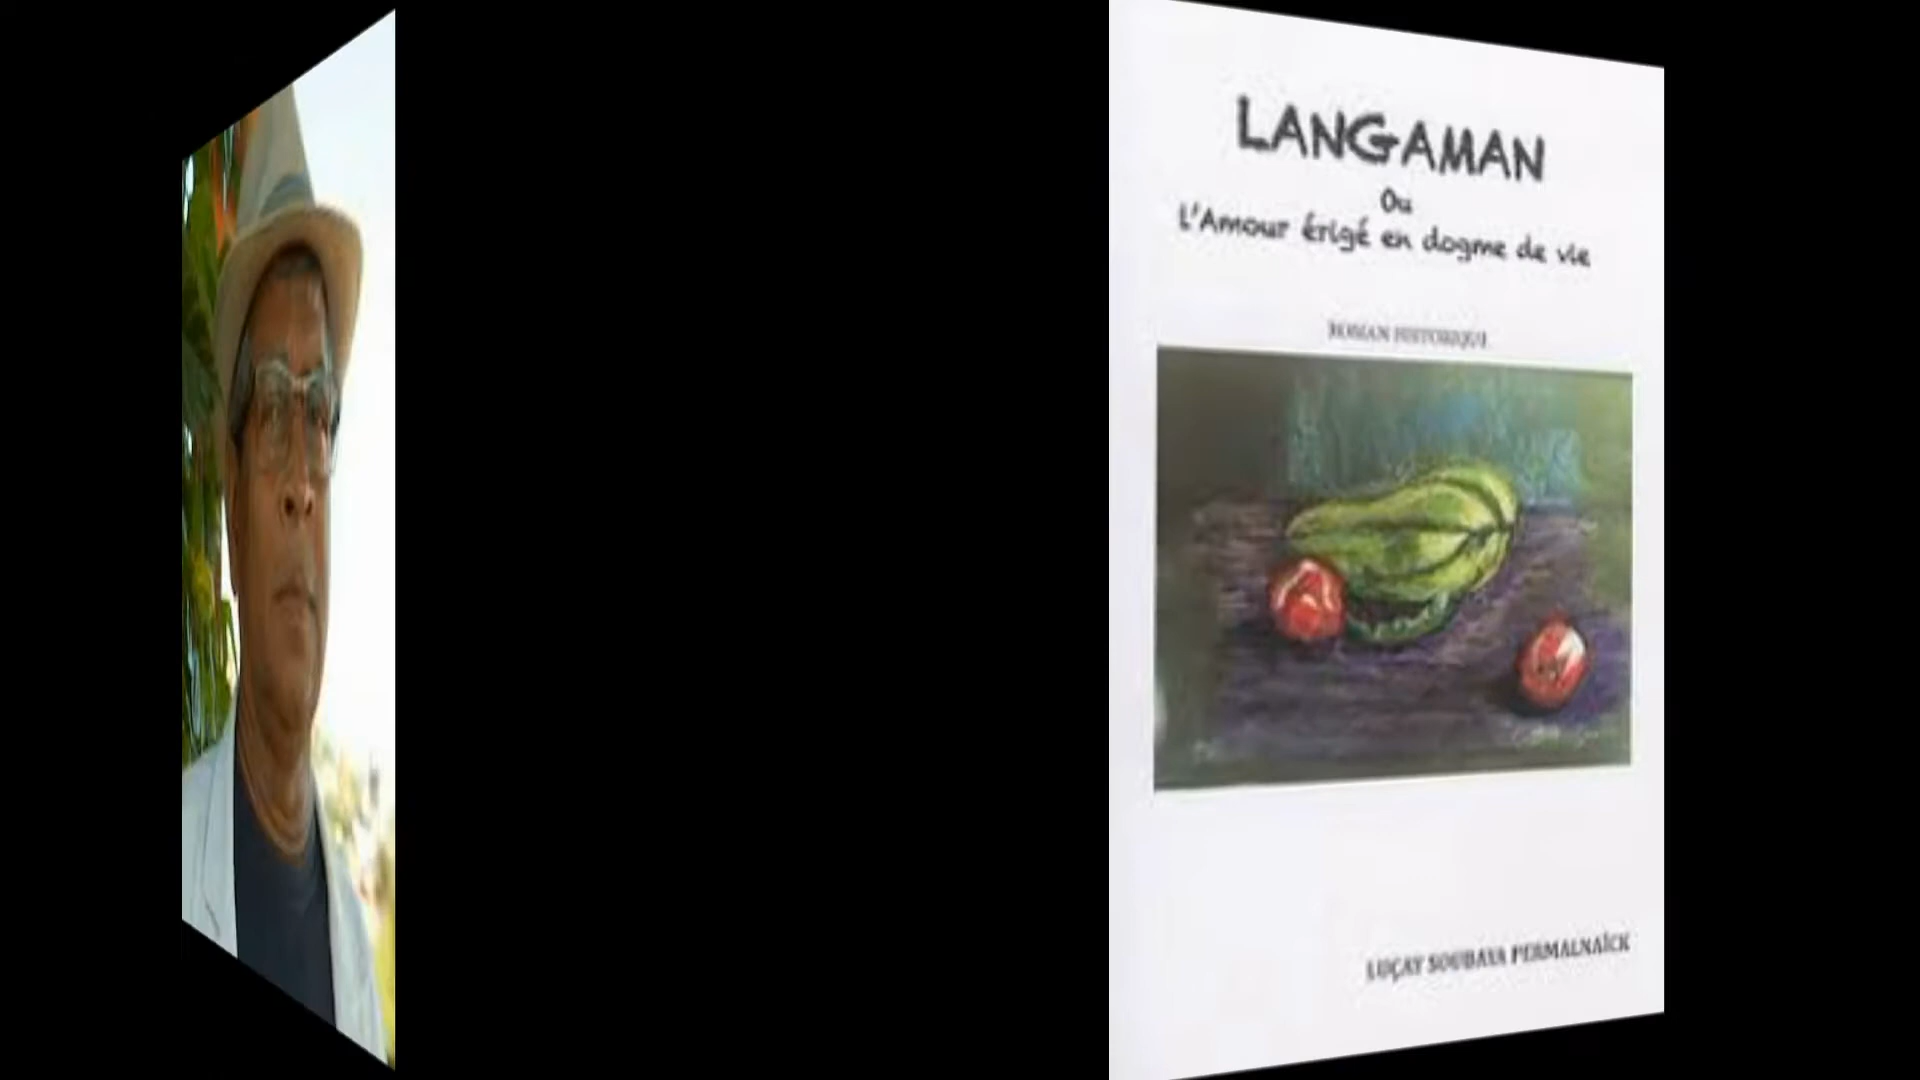 LANGAMAN
Ou
L'Amour érigé en dogme de vie
ROMAN HISTORIQUE
LUÇAY SOUBAYA PERMALNAÏCK